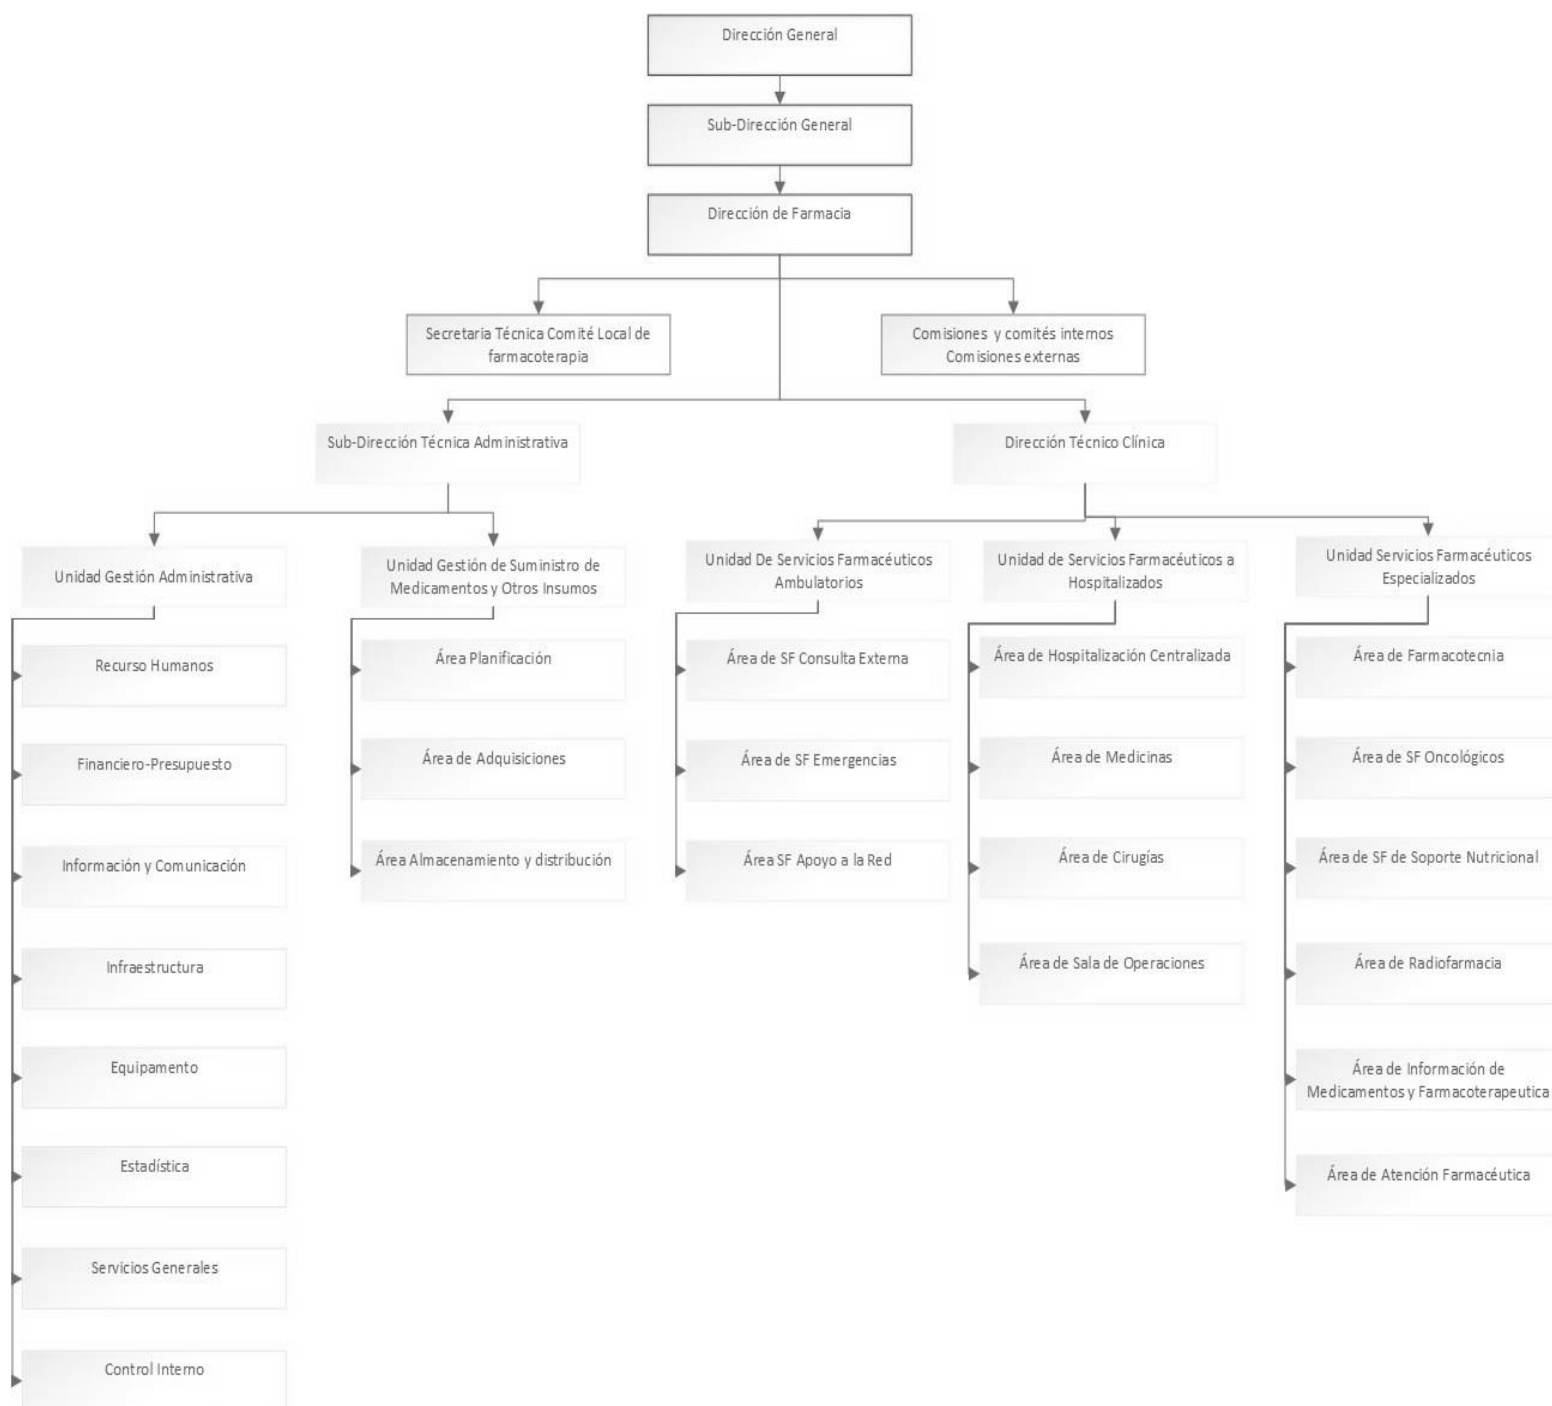 Dirección General
Sub-Dirección General
Dirección de Farmacia
Secretaria Técnica Comité Local de
farmacoterapia
Comisiones y comités internos
Comisiones externas
Sub-Dirección Técnica Administrativa
Dirección Técnico Clínica
Unidad Gestión Administrativa
Recurso Humanos
Financiero-Presupuesto
Información y Comunicación
Infraestructura
Equipamento
Estadística
Servicios Generales
Control Interno
Unidad Gestión de Suministro de
Medicamentos y Otros Insumos
Área Planificación
Área de Adquisiciones
Área Almacenamiento y distribución
Unidad De Servicios Farmacéuticos
Ambulatorios
Área de SF Consulta Externa
Área de SF Emergencias
Área SF Apoyo a la Red
Unidad de Servicios Farmacéuticos a
Hospitalizados
Área de Hospitalización Centralizada
Área de Medicinas
Área de Cirugías
Área de Sala de Operaciones
Unidad Servicios Farmacéuticos
Especializados
Área de Farmacotecnia
Área de SF Oncológicos
Área de SF de Soporte Nutricional
Área de Radiofarmacia
Área de Información de
Medicamentos y Farmacoterapeutica
Área de Atención Farmacéutica